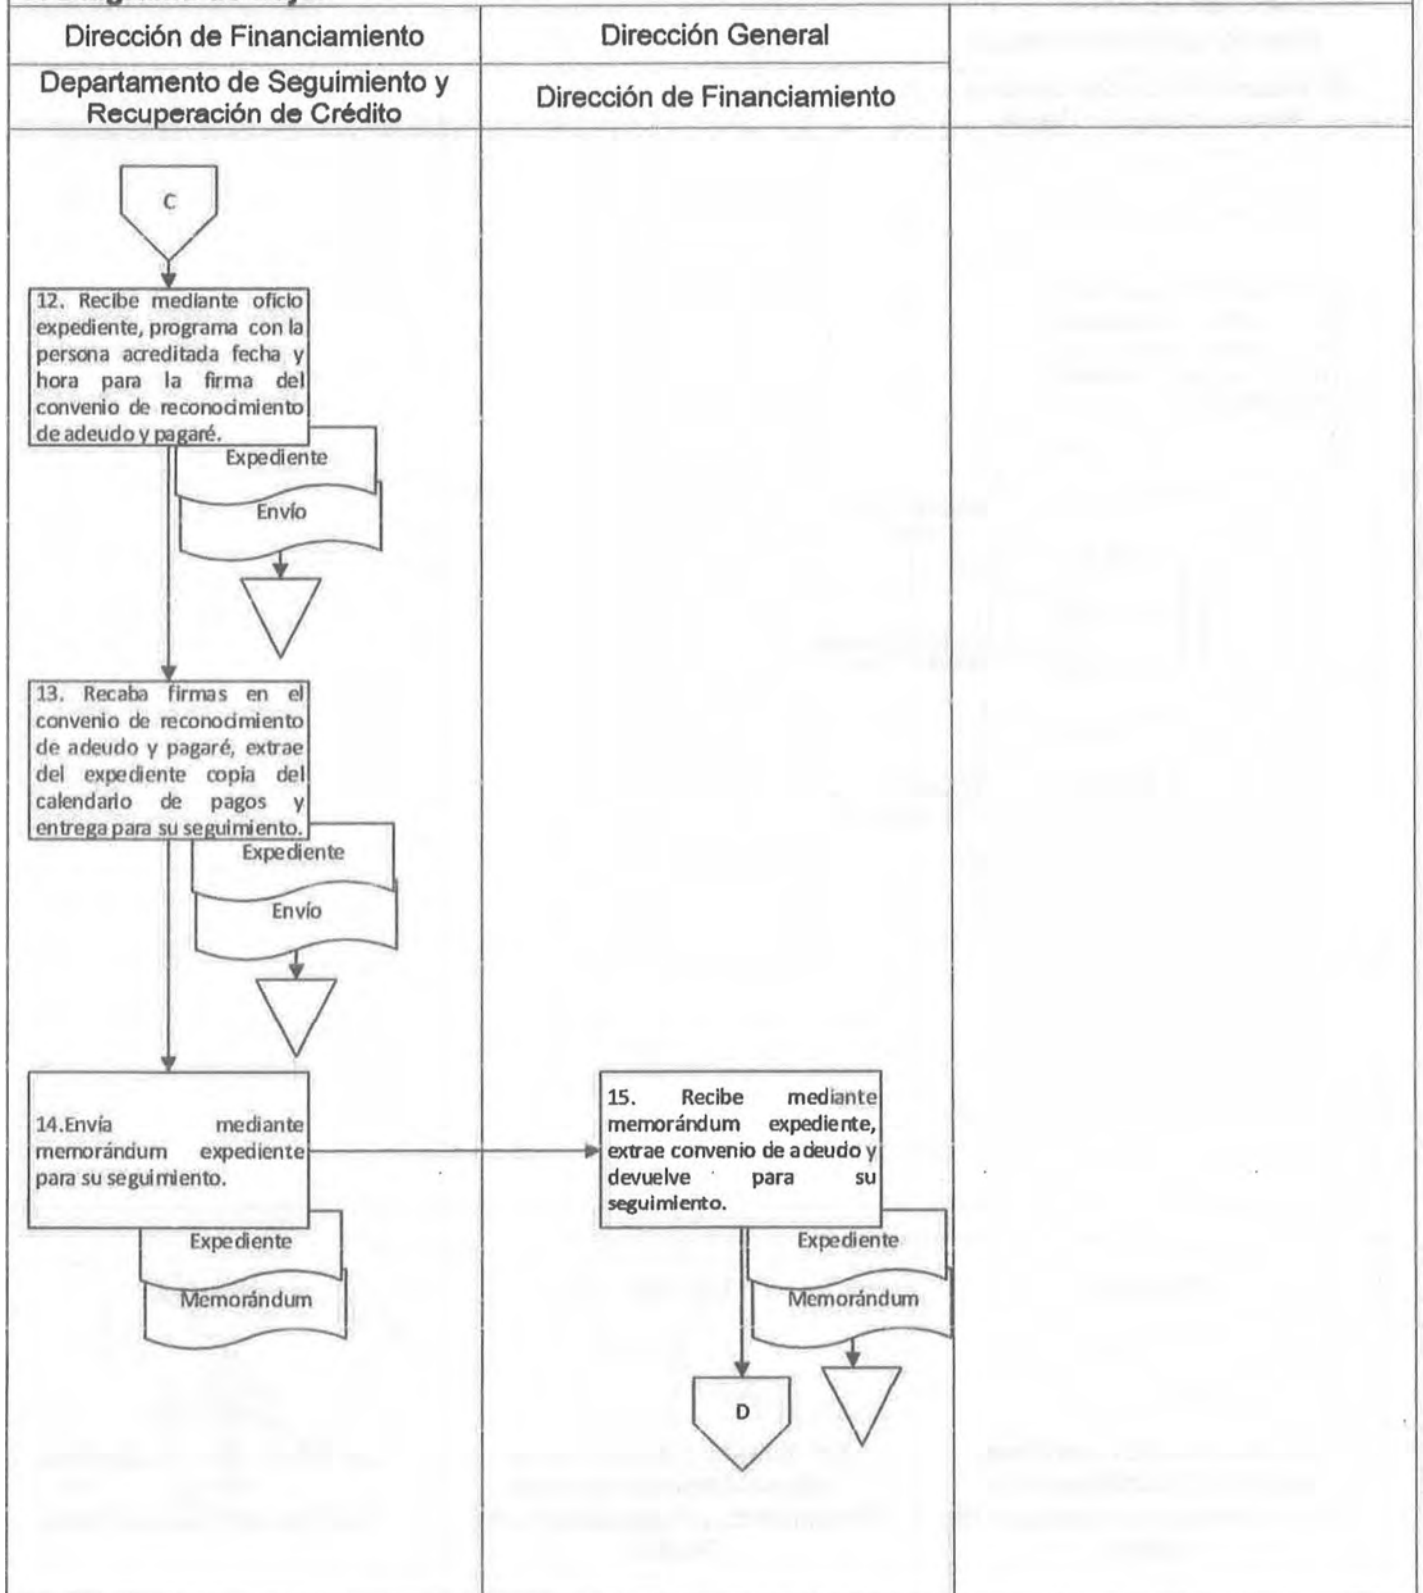 Dirección de Financiamiento
Dirección General
Departamento de Seguimiento y
Recuperación de Crédito
Dirección de Financiamiento
C
12. Recibe mediante oficio
expediente, programa con la
persona acreditada fecha y
hora para la firma del
convenio de reconocimiento
de adeudo y pagaré.
Expediente
Envío
13. Recaba firmas en el
convenio de reconocimiento
de adeudo y pagaré, extrae
del expediente copia del
calendario de pagos y
entrega para su seguimiento.
Expediente
Envío
14.Envía mediante
memorándum expediente
para su seguimiento.
Expediente
Memorándum
15. Recibe mediante
memorándum expediente,
extrae convenio de adeudo y
devuelve para su
seguimiento.
Expediente
Memorándum
D